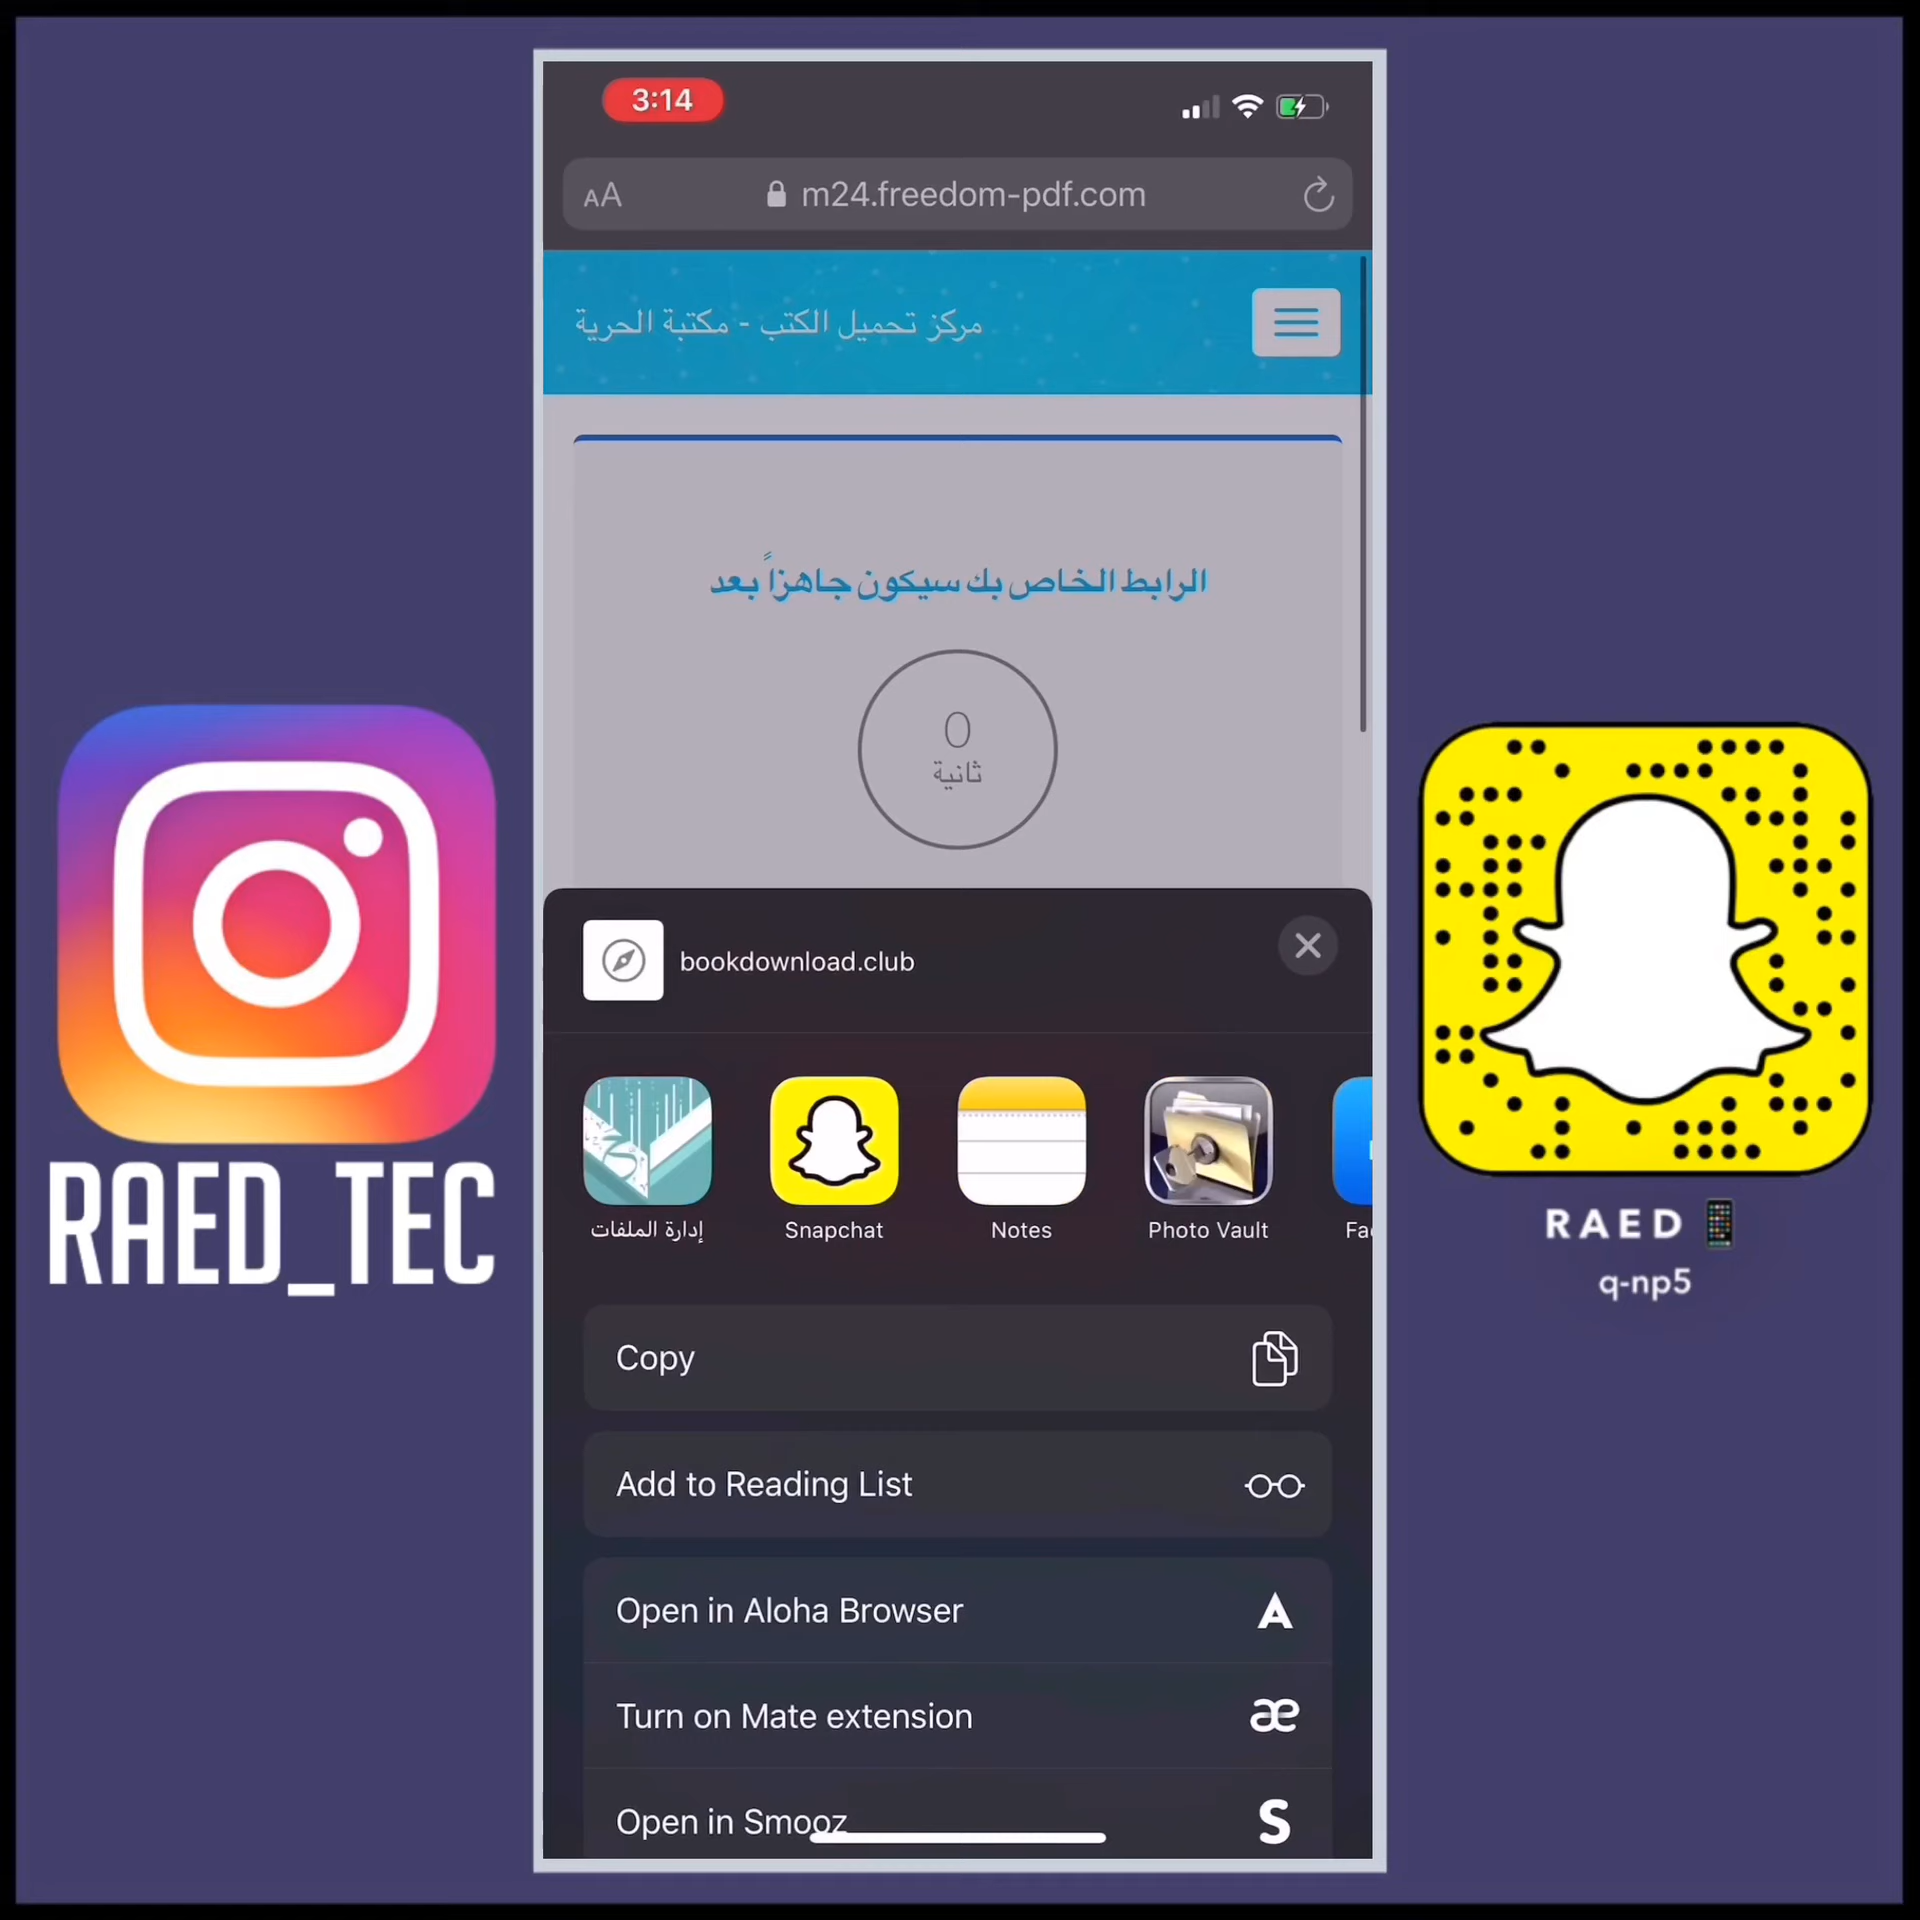 3:14
AA
m24.freedom-pdf.com
مركز تحميل الكتب - مكتبة الحرية
الرابط الخاص بك سيكون جاهزاً بعد
0
ثانية
bookdownload.club
إدارة الملفات
Snapchat
Notes
Photo Vault
Fa
Copy
Add to Reading List
Open in Aloha Browser
A
Turn on Mate extension
æ
Open in Smooz
S
RAED_TEC
RAED📱
q-np5